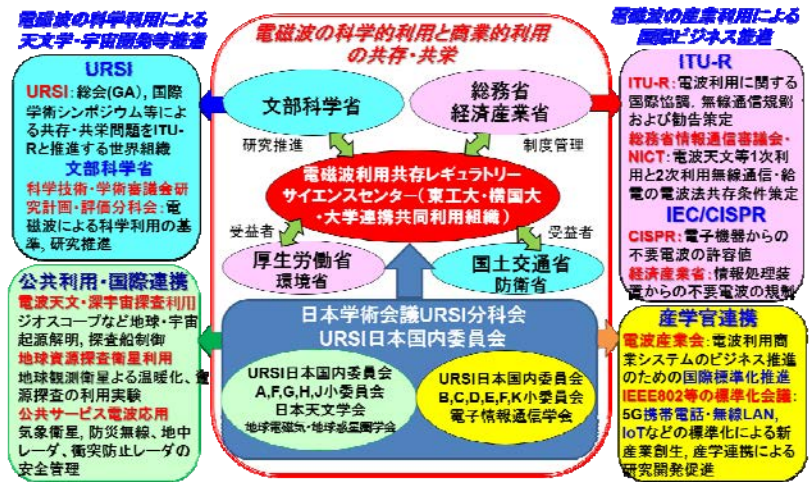 電磁波の科学利用による
天文学・宇宙開発等推進
URSI
URSI:総会(GA), 国際
学術シンポジウム等によ
る共存・共栄問題をITU-
Rと推進する世界組織
文部科学省
科学技術・学術審議会研
究計画・評価分科会:電
磁波による科学利用の基
準, 研究推進
公共利用・国際連携
電波天文・深宇宙探査利用
ジオスコープなど地球・宇宙
起源解明, 探査船制御
地球資源探査衛星利用
地球観測衛星よる温暖化、資
源探査の利用実験
公共サービス電波応用
気象衛星, 防災無線、地中
レーダ、衝突防止レーダの
安全管理
電磁波の科学的利用と商業的利用
の共存・共栄
文部科学省
総務省
経済産業省
研究推進
制度管理
電磁波利用共存レギュラトリー
サイエンスセンター(東工大・横国大
・大学連携共同利用組織)
受益者
受益者
厚生労働省
環境省
国土交通省
防衛省
日本学術会議URSI分科会
URSI日本国内委員会
URSI日本国内委員会
A,F,G,H,J小委員会
日本天文学会
地球電磁気・地球惑星圏学会
URSI日本国内委員会
B,C,D,E,F,K小委員会
電子情報通信学会
電磁波の産業利用による
国際ビジネス推進
ITU-R
ITU-R:電波利用に関する
国際協調, 無線通信規則
および勧告策定
総務省情報通信審議会・
NICT:電波天文等1次利
用と2次利用無線通信・給
電の電波法共存条件策定
IEC/CISPR
CISPR:電子機器からの
不要電波の許容値
経済産業省:情報処理装
置からの不要電波の規制
産学官連携
電波産業会:電波利用商
業システムのビジネス推進
のための国際標準化推進
IEEE802等の標準化会議:
5G携帯電話・無線LAN,
IoTなどの標準化による新
産業創生, 産学連携による
研究開発促進